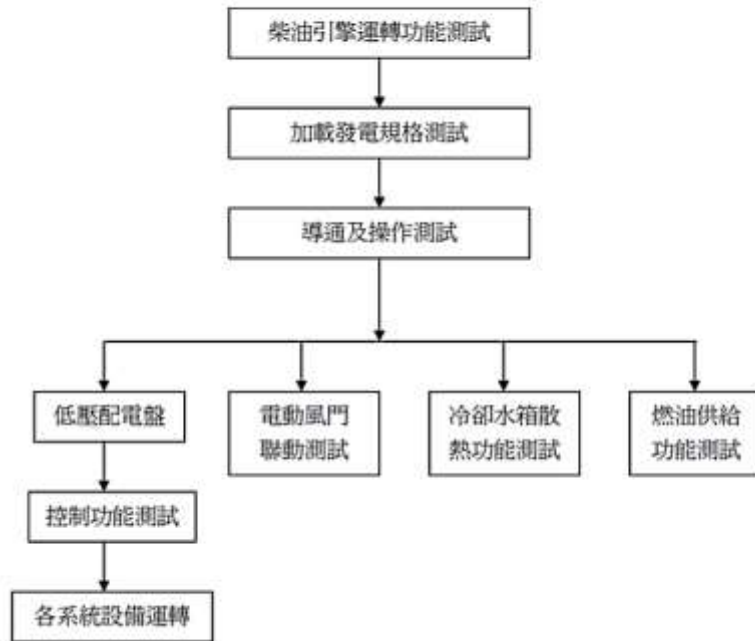 柴油引擎運轉功能測試
加載發電規格測試
導通及操作測試
低壓配電盤
電動風門
聯動測試
冷卻水箱散
熱功能測試
燃油供給
功能測試
控制功能測試
各系統設備運轉